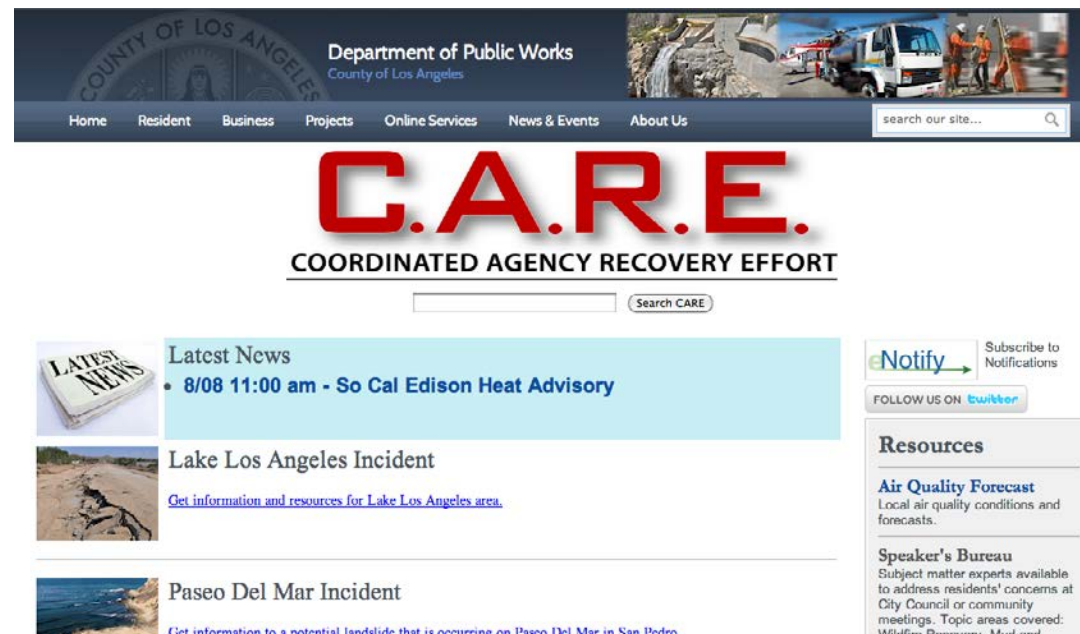 COUNTY OF LOS ANGELES
Department of Public Works
County of Los Angeles
Home Resident Business Projects Online Services News & Events About Us
search our site...
C.A.R.E.
COORDINATED AGENCY RECOVERY EFFORT
Search CARE
LATEST
NEWS
Latest News
• 8/08 11:00 am - So Cal Edison Heat Advisory
Lake Los Angeles Incident
Get information and resources for Lake Los Angeles area.
Paseo Del Mar Incident
Get information to a potential landslide that is occurring on Paseo Del Mar in San Pedro
eNotify
Subscribe to
Notifications
FOLLOW US ON twitter
Resources
Air Quality Forecast
Local air quality conditions and
forecasts.
Speaker's Bureau
Subject matter experts available
to address residents' concerns at
City Council or community
meetings. Topic areas covered:
Wildfire Recovery, Mud and